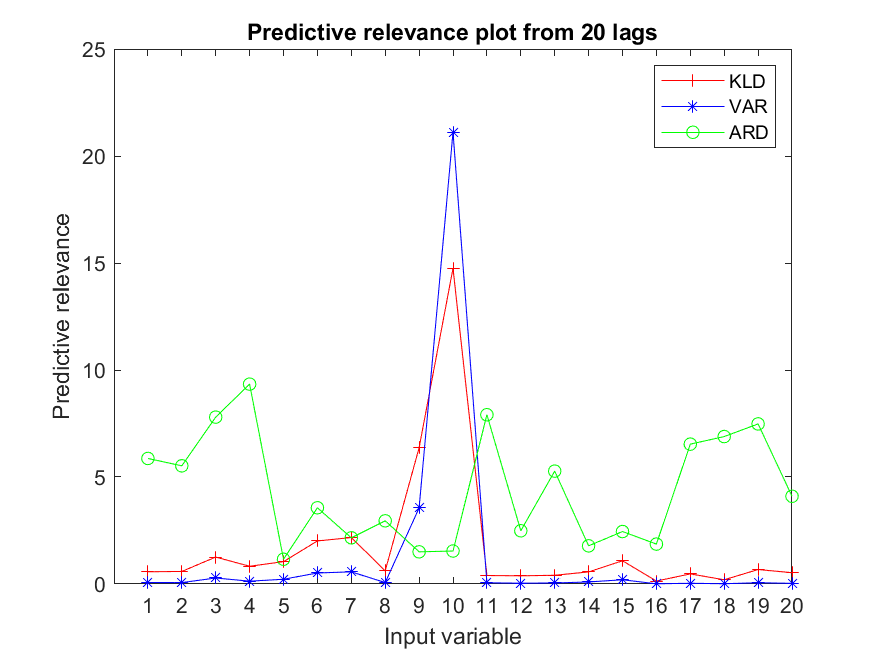 Predictive relevance plot from 20 lags
KLD
VAR
ARD
25
20
15
10
5
0
Predictive relevance
1 2 3 4 5 6 7 8 9 10 11 12 13 14 15 16 17 18 19 20
Input variable